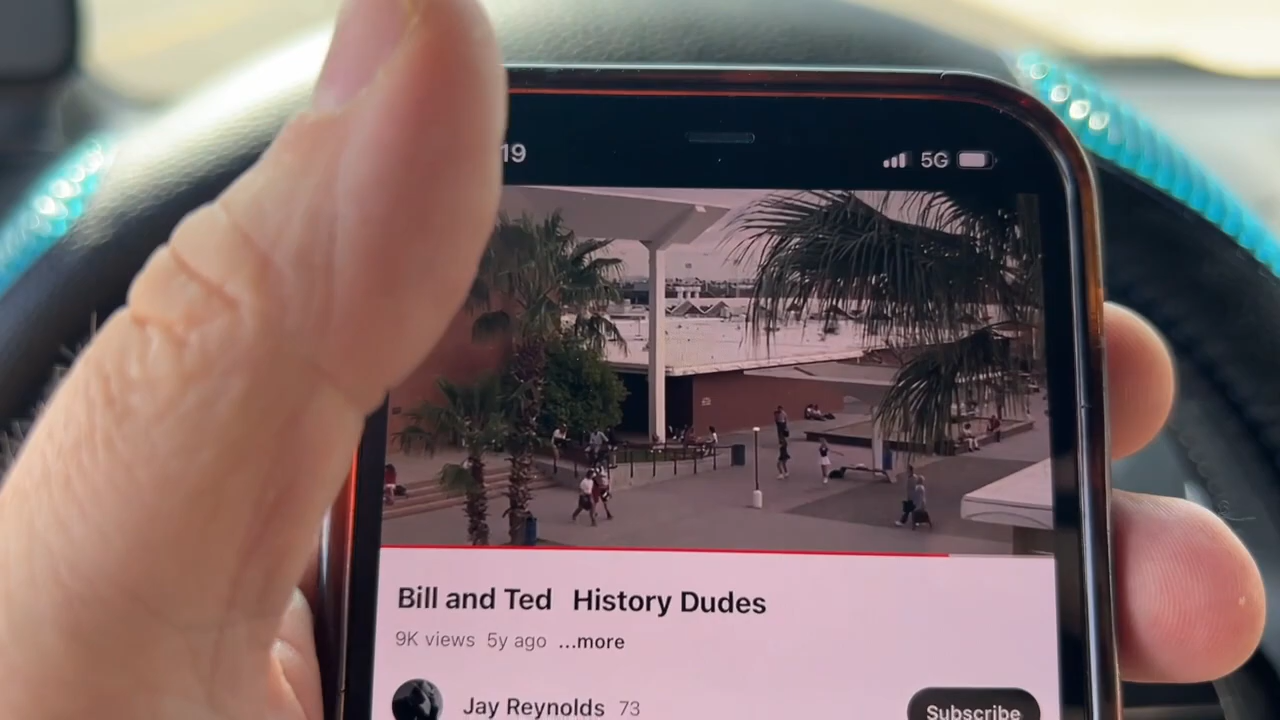 19 5G
Bill and Ted History Dudes
9K views 5y ago ...more
Jay Reynolds 73 Subscribe